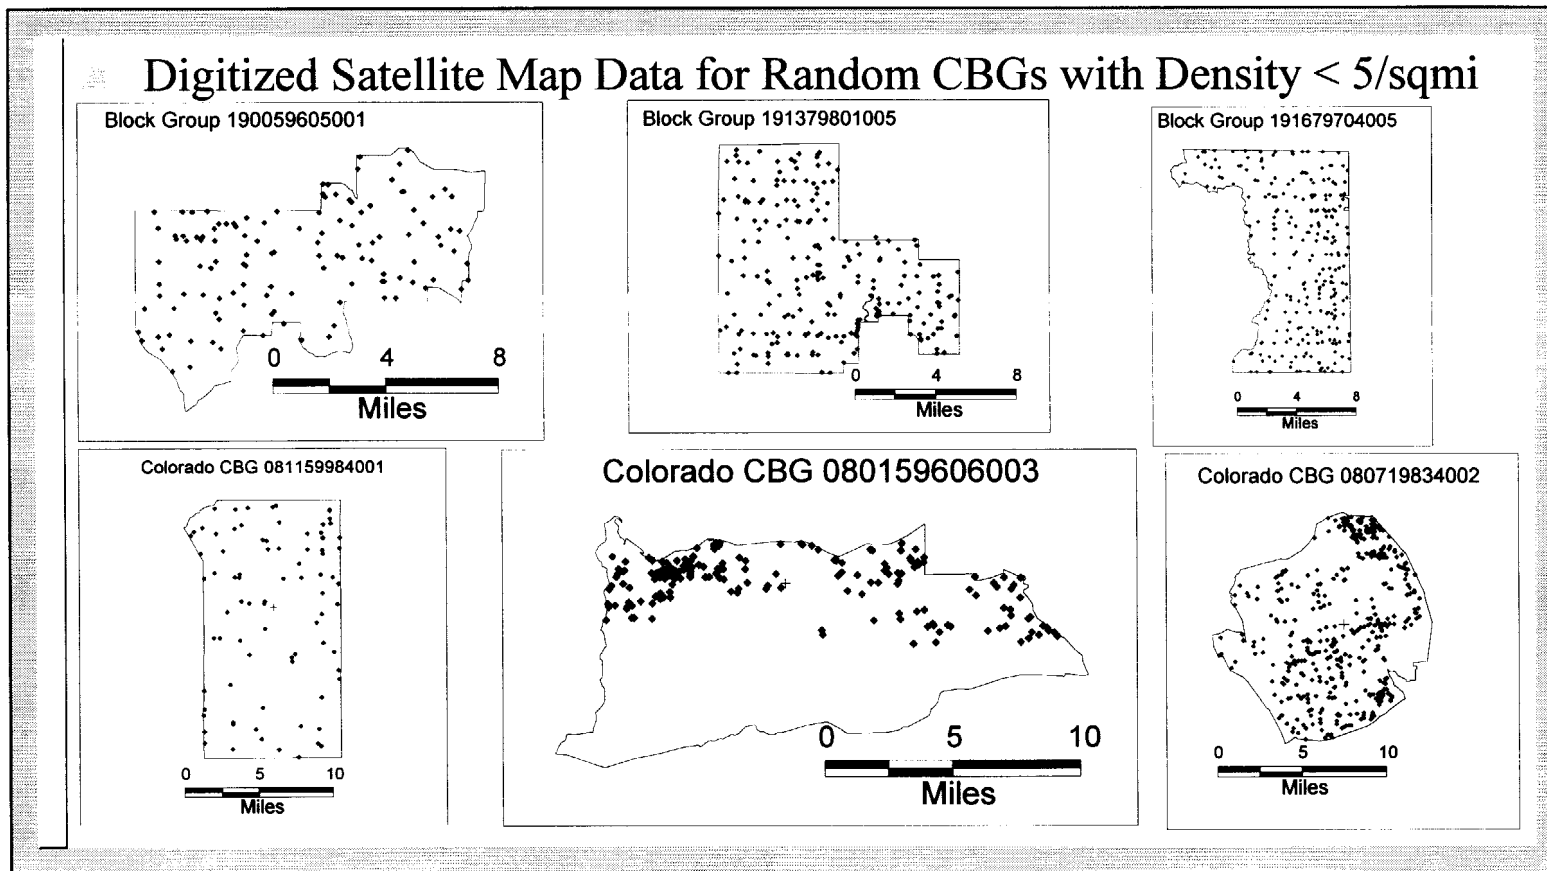 Digitized Satellite Map Data for Random CBGs with Density < 5/sqmi
Block Group 190059605001
0 4 8
Miles
Block Group 191379801005
0 4 8
Miles
Block Group 191679704005
0 4 8
Miles
Colorado CBG 081159984001
0 5 10
Miles
Colorado CBG 080159606003
0 5 10
Miles
Colorado CBG 080719834002
0 5 10
Miles